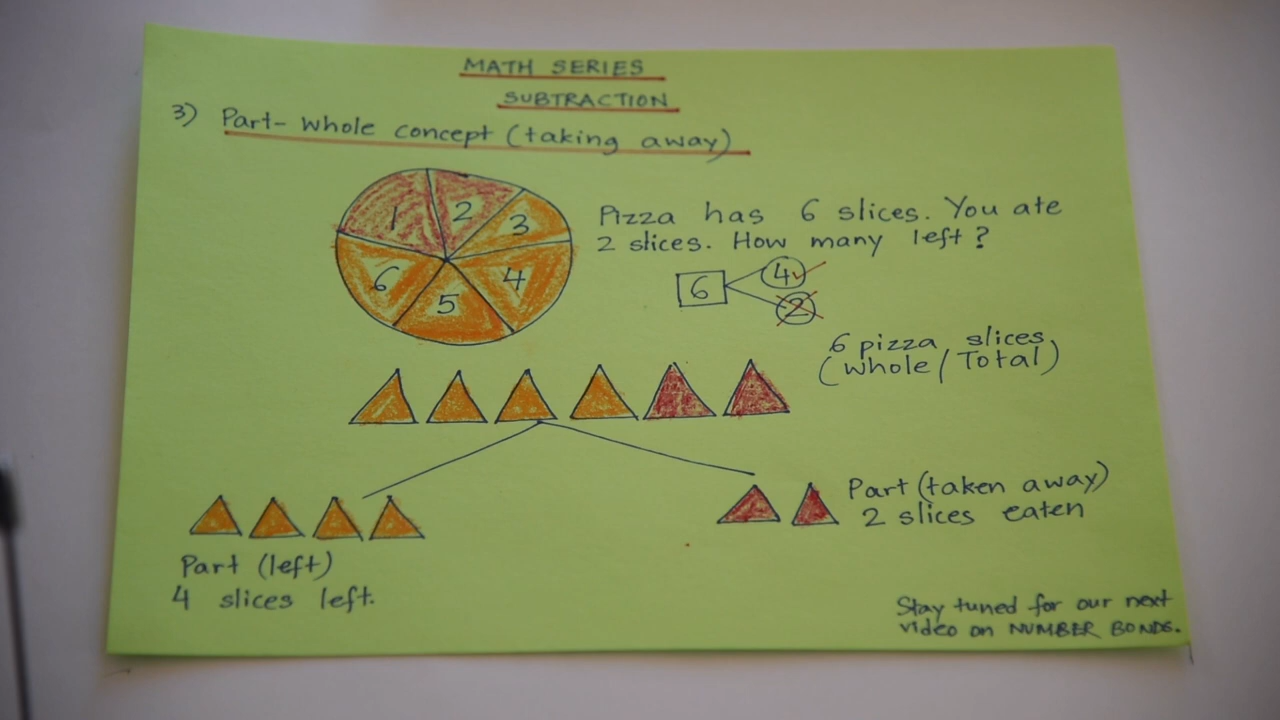 MATH SERIES
SUBTRACTION
3) Part-Whole concept (taking away)
1 2 3
6 5 4
Pizza has 6 slices. You ate
2 slices. How many left?
6 4
2
6 pizza slices
(whole/Total)
Part (taken away)
2 slices eaten
Part (left)
4 slices left.
Stay tuned for our next
video on NUMBER BONDS.